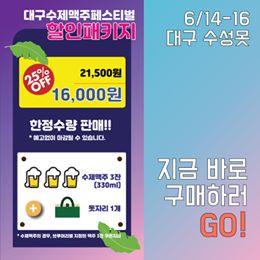 대구수제맥주페스티벌
할인패키지
25% OFF
21,500원
16,000원
한정수량 판매!!
* 예고없이 마감될 수 있습니다.
수제맥주 3잔
(330ml)
돗자리 1개
6/14-16
대구 수성못
지금 바로
구매하러
GO!